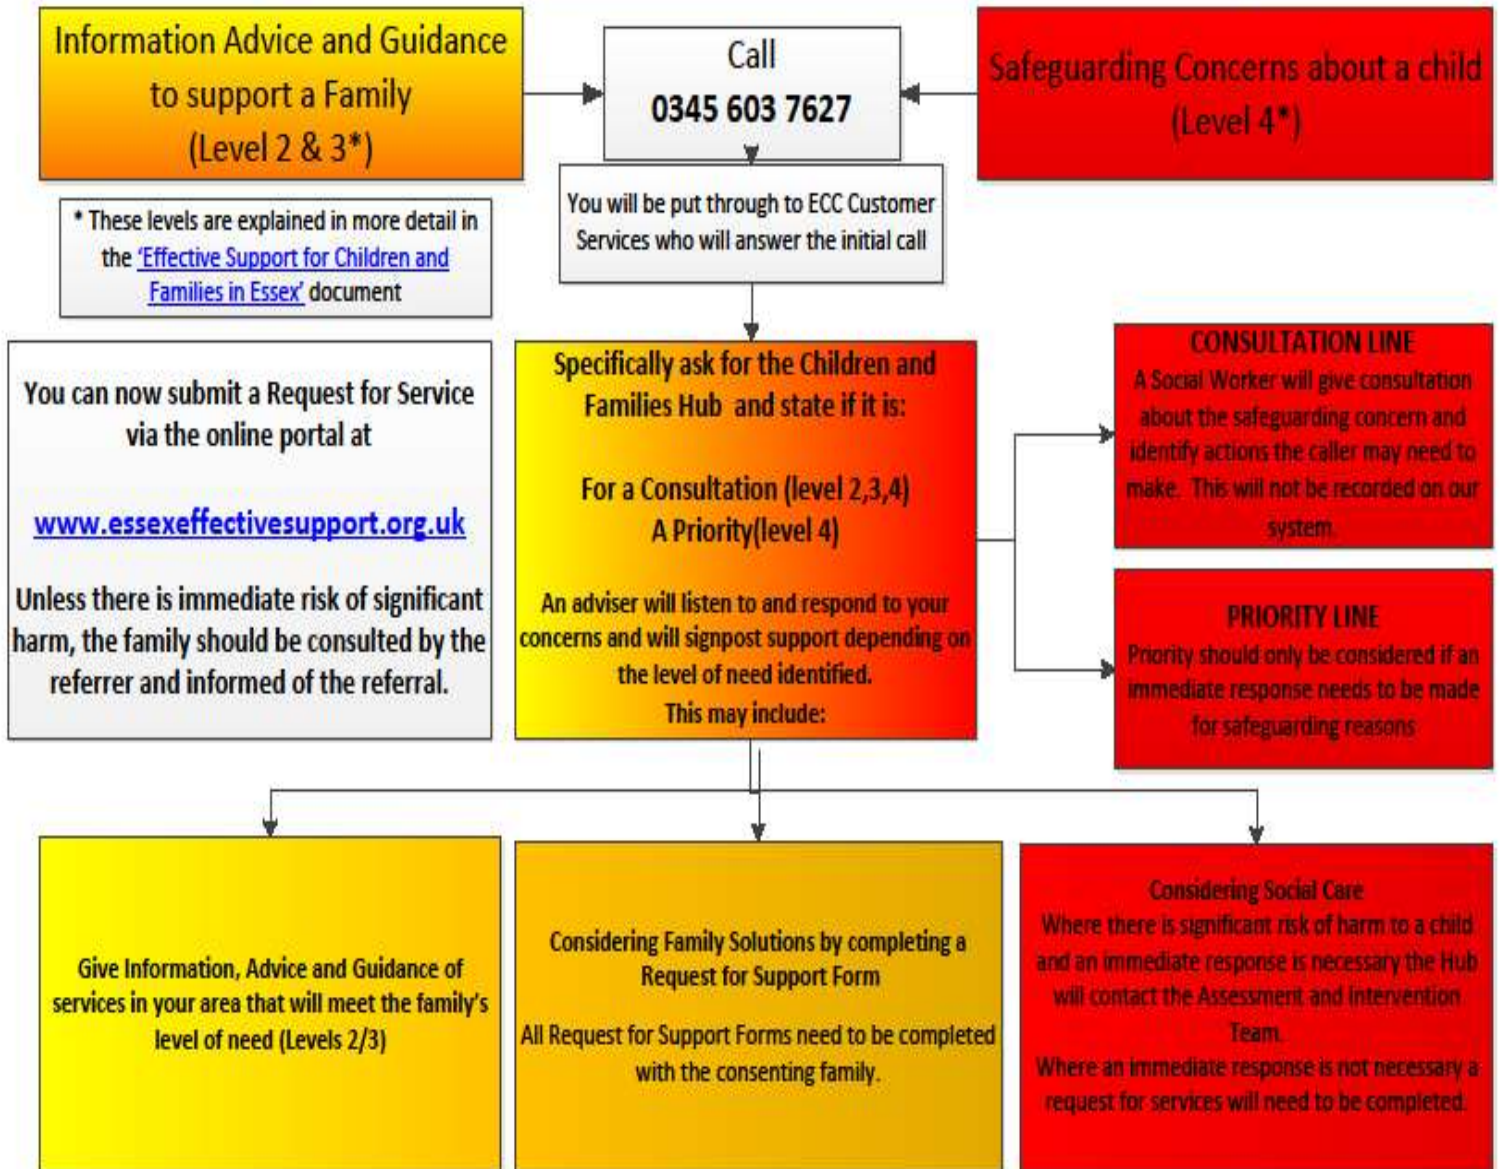 Information Advice and Guidance
to support a Family
(Level 2 & 3*)
Call
0345 603 7627
Safeguarding Concerns about a child
(Level 4*)
* These levels are explained in more detail in
the 'Effective Support for Children and
Families in Essex' document
You will be put through to ECC Customer
Services who will answer the initial call
You can now submit a Request for Service
via the online portal at
www.essexeffectivesupport.org.uk
Unless there is immediate risk of significant
harm, the family should be consulted by the
referrer and informed of the referral.
Specifically ask for the Children and
Families Hub and state if it is:
For a Consultation (level 2,3,4)
A Priority(level 4)
An adviser will listen to and respond to your
concerns and will signpost support depending on
the level of need identified.
This may include:
CONSULTATION LINE
A Social Worker will give consultation
about the safeguarding concern and
identify actions the caller may need to
make. This will not be recorded on our
system.
PRIORITY LINE
Priority should only be considered if an
immediate response needs to be made
for safeguarding reasons
Give Information, Advice and Guidance of
services in your area that will meet the family's
level of need (Levels 2/3)
Considering Family Solutions by completing a
Request for Support Form
All Request for Support Forms need to be completed
with the consenting family.
Considering Social Care
Where there is significant risk of harm to a child
and an immediate response is necessary the Hub
will contact the Assessment and Intervention
Team.
Where an immediate response is not necessary a
request for services will need to be completed.